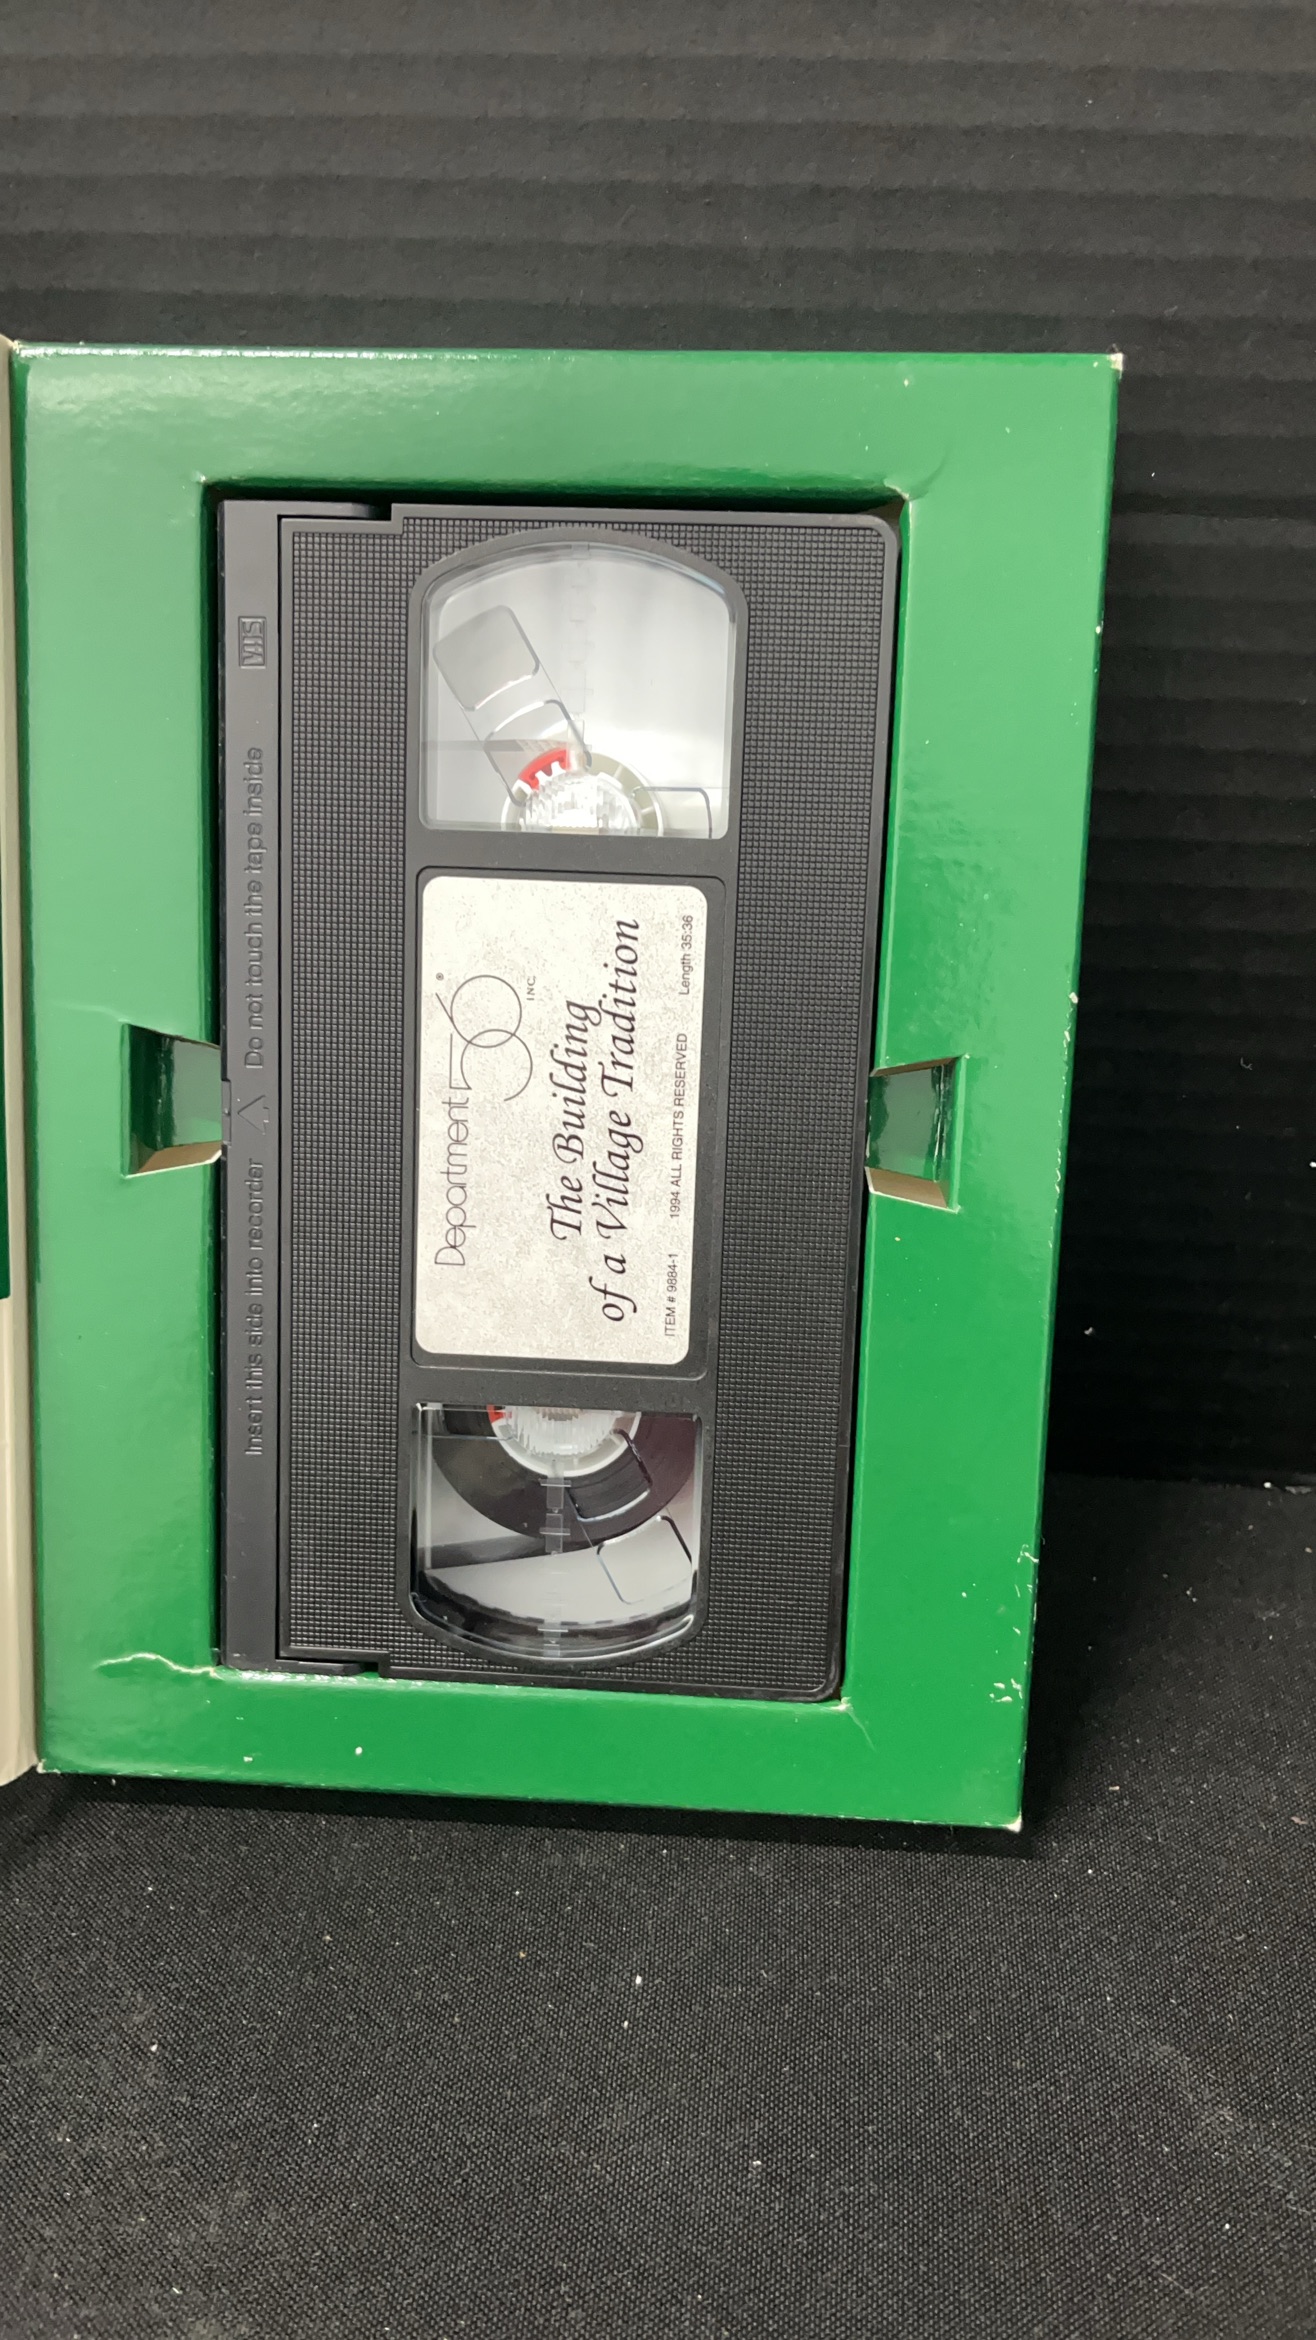 Insert this side into recorder △ Do not touch the tape inside VHS
Department 56®
INC.
The Building
of a Village Tradition
ITEM # 9884-1 1994 ALL RIGHTS RESERVED Length 35:36